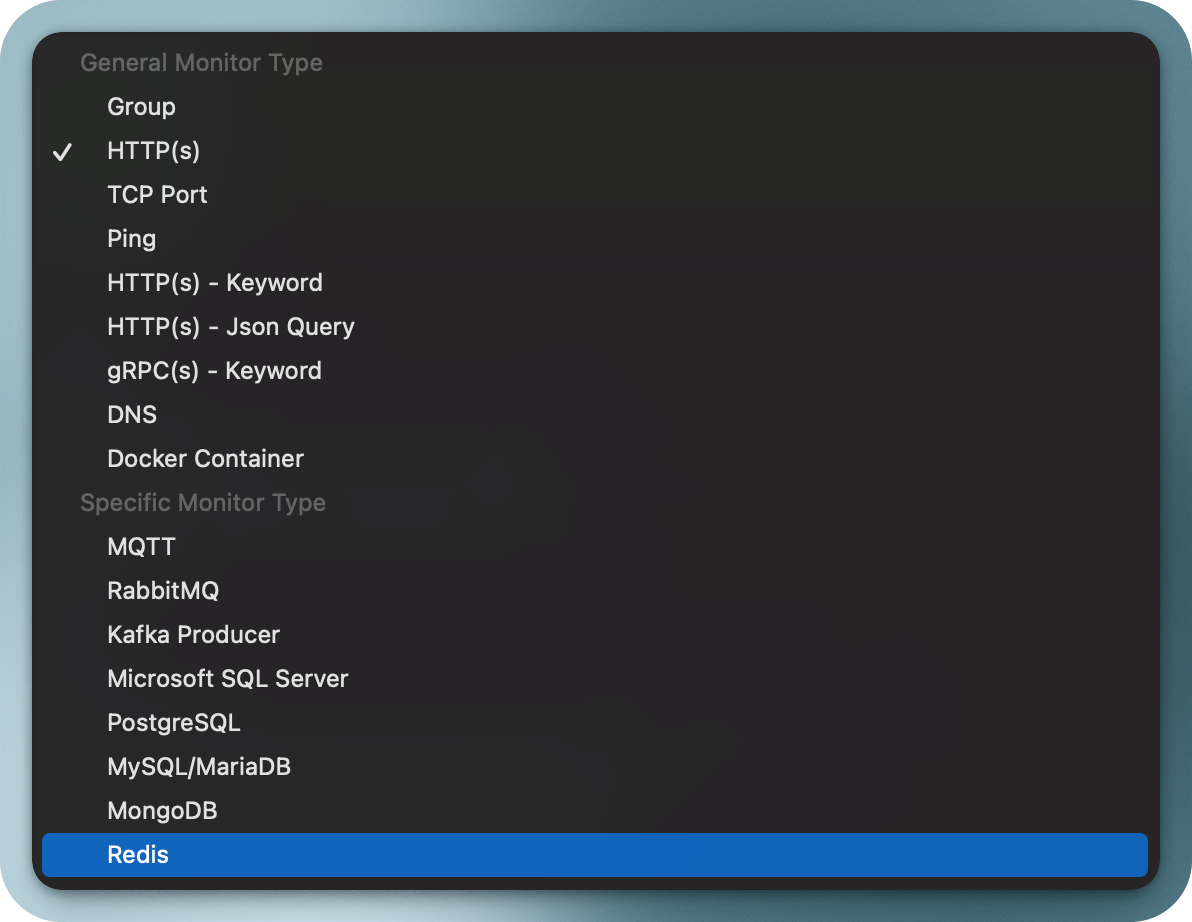 General Monitor Type
Group
✓ HTTP(s)
TCP Port
Ping
HTTP(s) - Keyword
HTTP(s) - Json Query
gRPC(s) - Keyword
DNS
Docker Container
Specific Monitor Type
MQTT
RabbitMQ
Kafka Producer
Microsoft SQL Server
PostgreSQL
MySQL/MariaDB
MongoDB
Redis